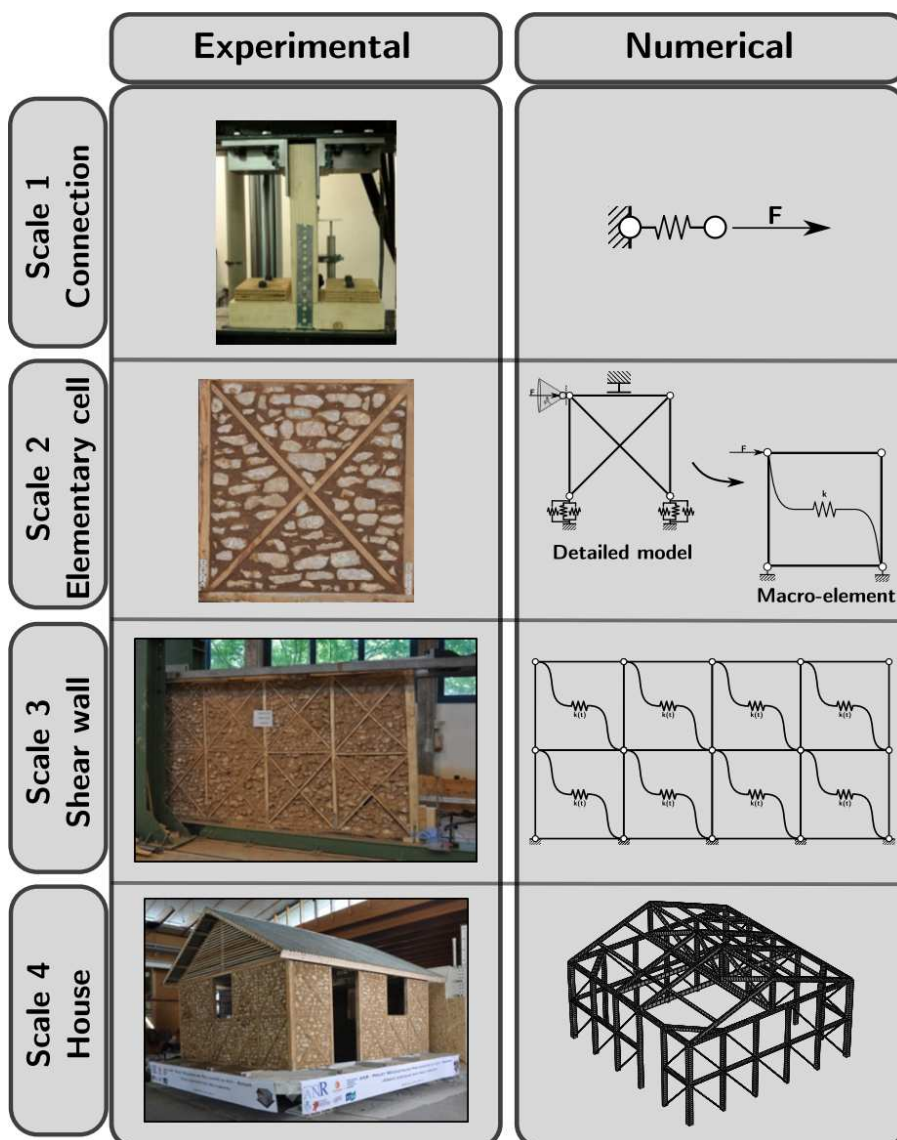 Experimental
Numerical
Scale 1
Connection
F
Scale 2
Elementary cell
F
Detailed model
F
k
Macro-element
Scale 3
Shear wall
k(t)
k(t)
k(t)
k(t)
k(t)
k(t)
k(t)
k(t)
Scale 4
House
ANR